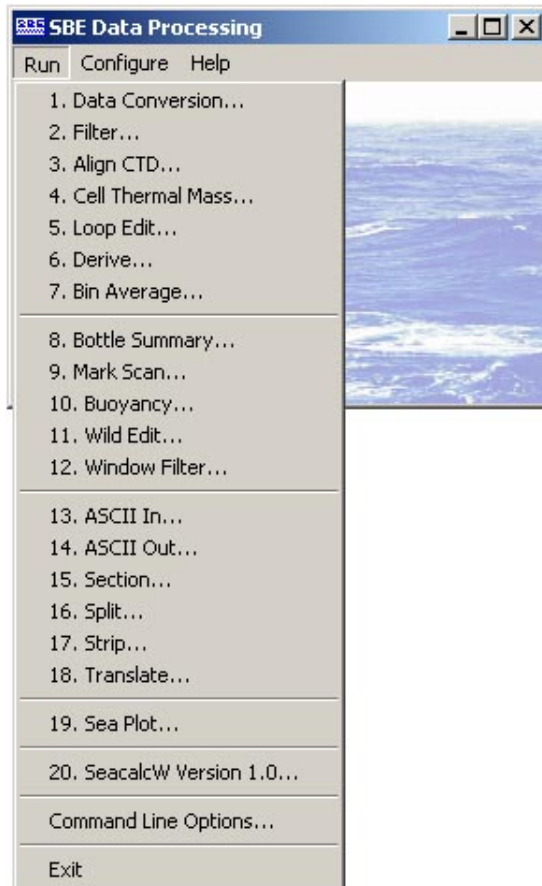 SBE SBE Data Processing
Run Configure Help
1. Data Conversion...
2. Filter...
3. Align CTD...
4. Cell Thermal Mass...
5. Loop Edit...
6. Derive...
7. Bin Average...
8. Bottle Summary...
9. Mark Scan...
10. Buoyancy...
11. Wild Edit...
12. Window Filter...
13. ASCII In...
14. ASCII Out...
15. Section...
16. Split...
17. Strip...
18. Translate...
19. Sea Plot...
20. SeacalcW Version 1.0...
Command Line Options...
Exit